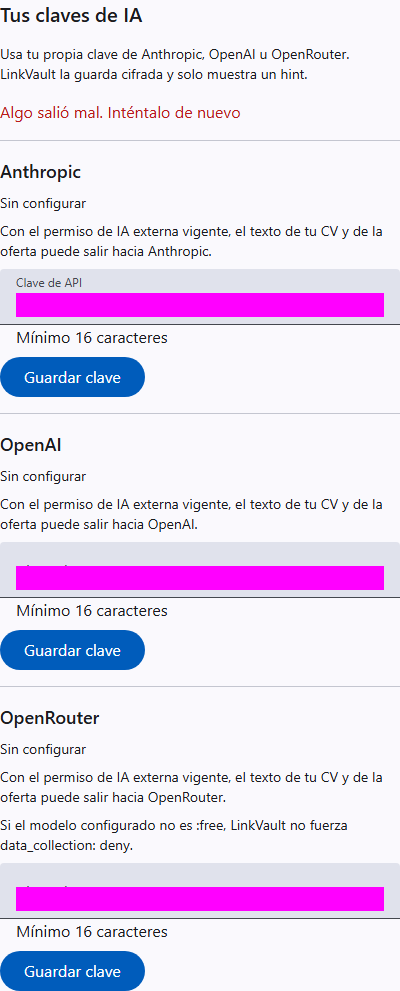 Tus claves de IA
Usa tu propia clave de Anthropic, OpenAI u OpenRouter.
LinkVault la guarda cifrada y solo muestra un hint.
Algo salió mal. Inténtalo de nuevo
Anthropic
Sin configurar
Con el permiso de IA externa vigente, el texto de tu CV y de la
oferta puede salir hacia Anthropic.
Clave de API
Mínimo 16 caracteres
Guardar clave
OpenAI
Sin configurar
Con el permiso de IA externa vigente, el texto de tu CV y de la
oferta puede salir hacia OpenAI.
Mínimo 16 caracteres
Guardar clave
OpenRouter
Sin configurar
Con el permiso de IA externa vigente, el texto de tu CV y de la
oferta puede salir hacia OpenRouter.
Si el modelo configurado no es :free, LinkVault no fuerza
data_collection: deny.
Mínimo 16 caracteres
Guardar clave